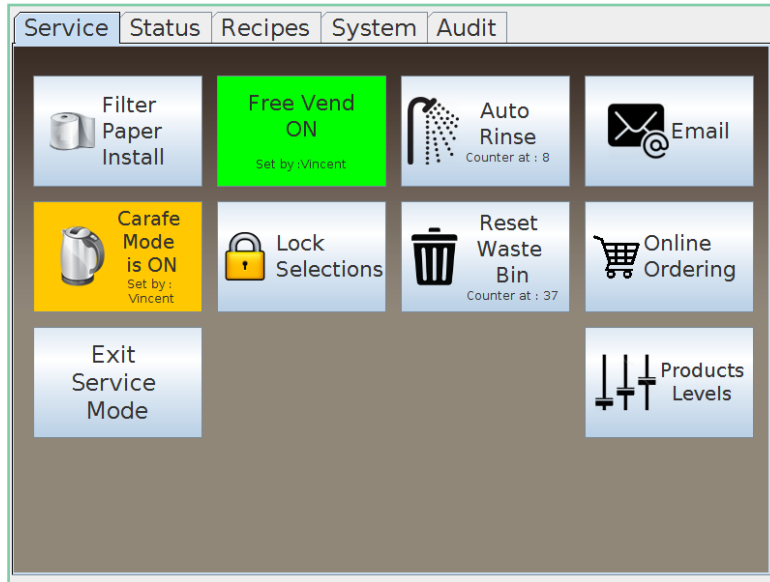 Service Status Recipes System Audit
Filter
Paper
Install
Free Vend
ON
Set by :Vincent
Auto
Rinse
Counter at : 8
Email
Carafe
Mode
is ON
Set by :
Vincent
Lock
Selections
Reset
Waste
Bin
Counter at : 37
Online
Ordering
Exit
Service
Mode
Products
Levels